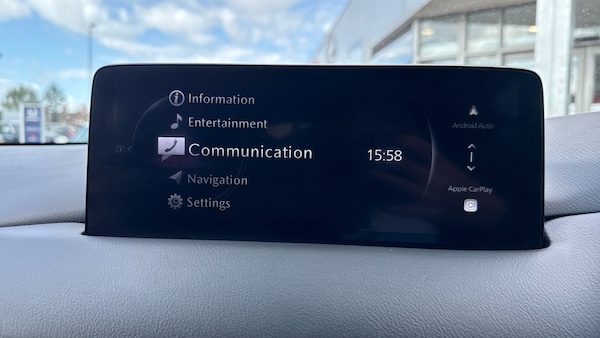 Information
Entertainment
Communication
Navigation
Settings
15:58
Android Auto
Apple CarPlay